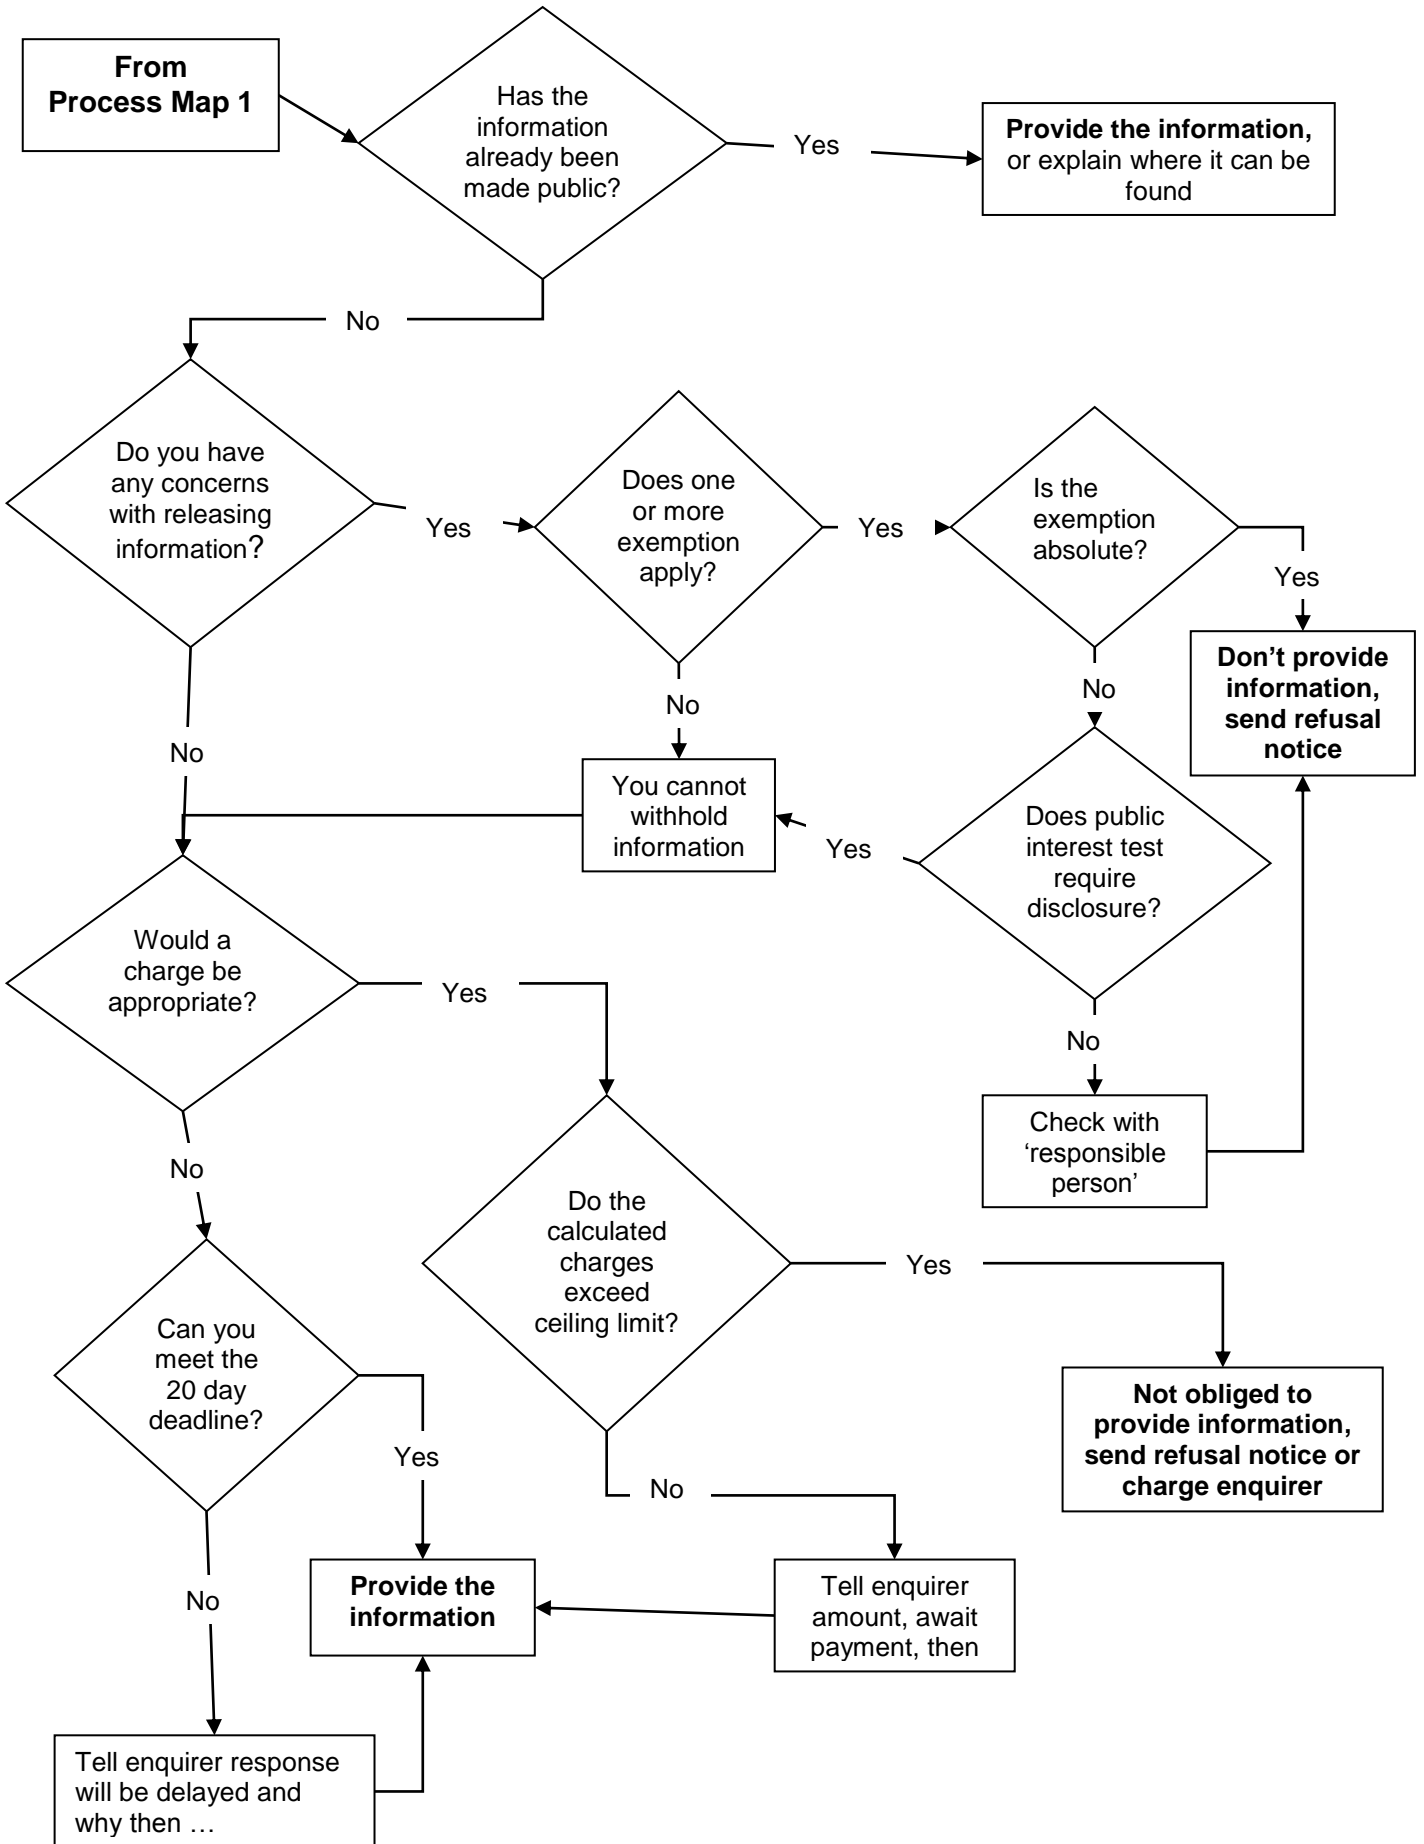 From
Process Map 1
Has the
information
already been
made public?
Yes
Provide the information,
or explain where it can be
found
No
Do you have
any concerns
with releasing
information?
Yes
Does one
or more
exemption
apply?
Yes
Is the
exemption
absolute?
Yes
Don’t provide
information,
send refusal
notice
No
No
No
You cannot
withhold
information
Yes
Does public
interest test
require
disclosure?
Would a
charge be
appropriate?
Yes
No
Check with
‘responsible
person’
No
Do the
calculated
charges
exceed
ceiling limit?
Yes
Can you
meet the
20 day
deadline?
Yes
Not obliged to
provide information,
send refusal notice or
charge enquirer
No
No
Provide the
information
Tell enquirer
amount, await
payment, then
Tell enquirer response
will be delayed and
why then …